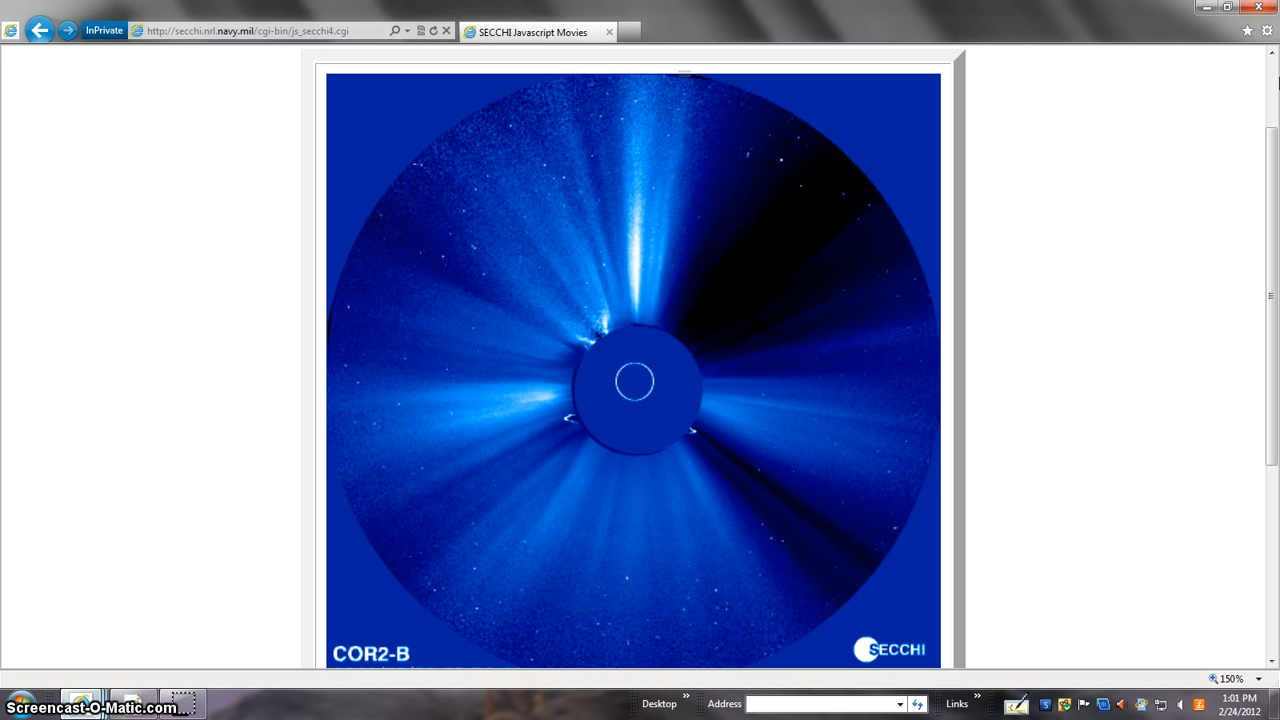 InPrivate
http://secchi.nrl.navy.mil/cgi-bin/js_secchi4.cgi
SECCHI Javascript Movies
COR2-B
SECCHI
150%
Desktop
Address
Links
1:01 PM
2/24/2012
Screencast-O-Matic.com